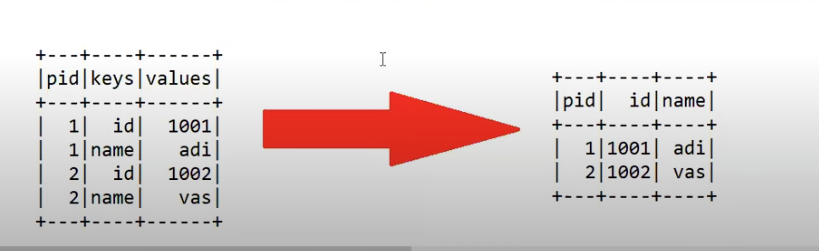 +---+----+------+
|pid|keys|values|
+---+----+------+
|  1|  id|  1001|
|  1|name|   adi|
|  2|  id|  1002|
|  2|name|   vas|
+---+----+------+
+---+----+----+
|pid|  id|name|
+---+----+----+
|  1|1001| adi|
|  2|1002| vas|
+---+----+----+